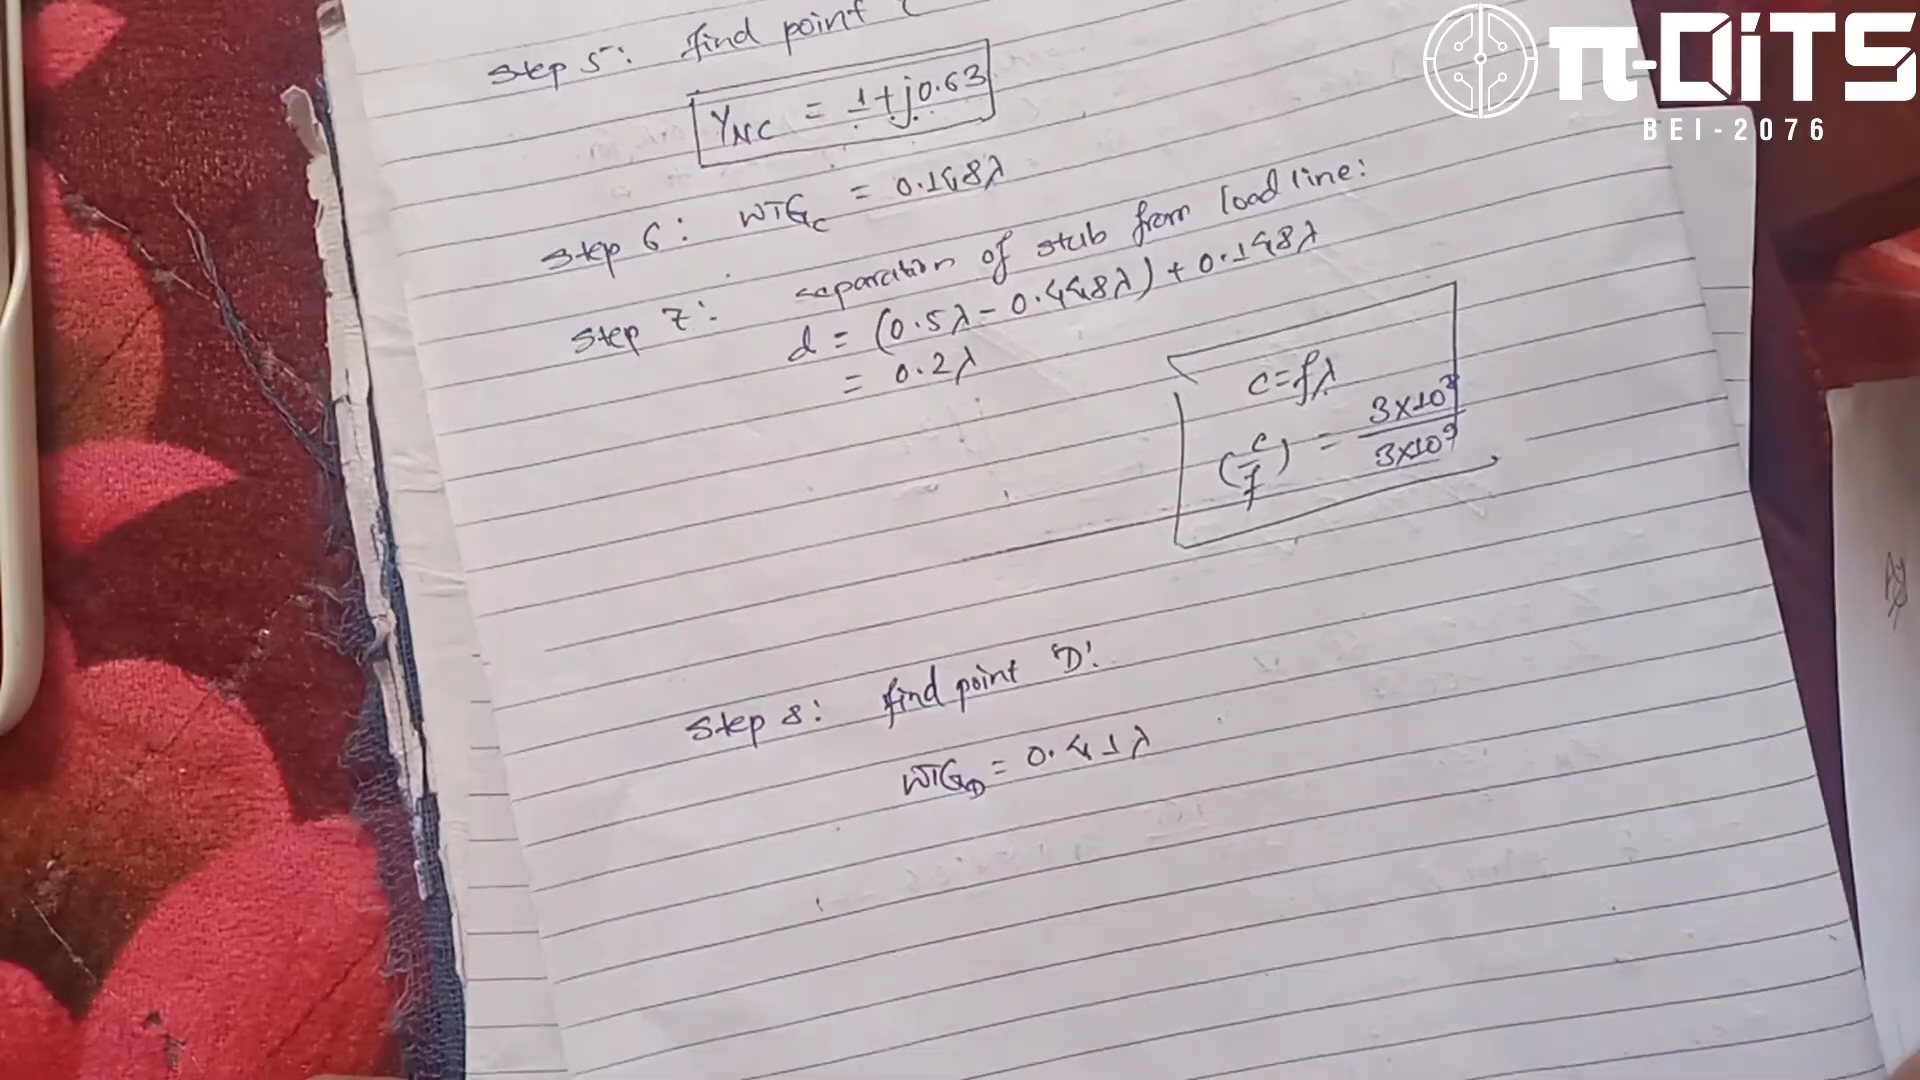 π-DiTS
BEI-2076
Step 5: find point
YNC = 1+j0.63
Step 6: WTGC = 0.148λ
Step 7: separation of stub from load line:
d = (0.5λ - 0.448λ) + 0.148λ
= 0.2λ
c=fλ
(c/f) = 3×10⁸/3×10⁹
Step 8: find point 'D'
WTGD = 0.41λ